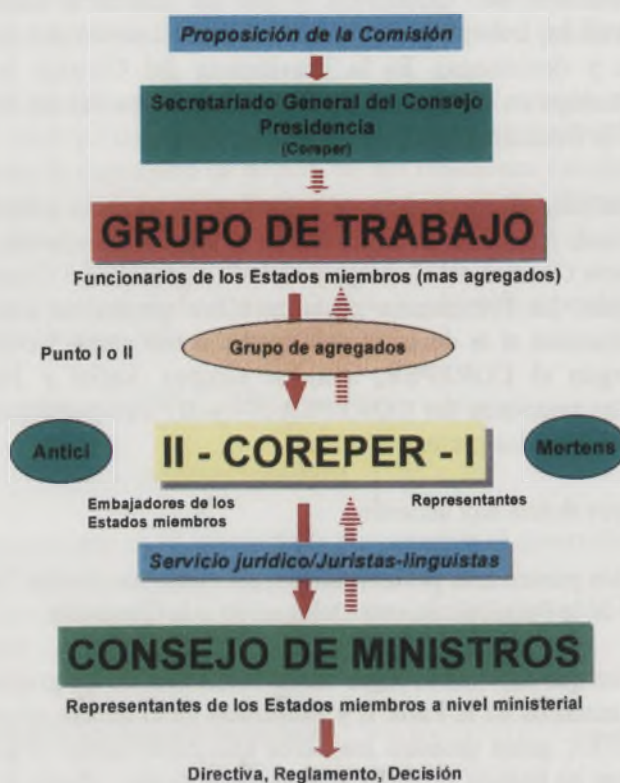 Proposición de la Comisión
Secretariado General del Consejo
Presidencia
(Coreper)
GRUPO DE TRABAJO
Funcionarios de los Estados miembros (mas agregados)
Punto I o II
Grupo de agregados
Antici
II - COREPER - I
Mertens
Embajadores de los
Estados miembros
Representantes
Servicio jurídico/Juristas-linguistas
CONSEJO DE MINISTROS
Representantes de los Estados miembros a nivel ministerial
Directiva, Reglamento, Decisión